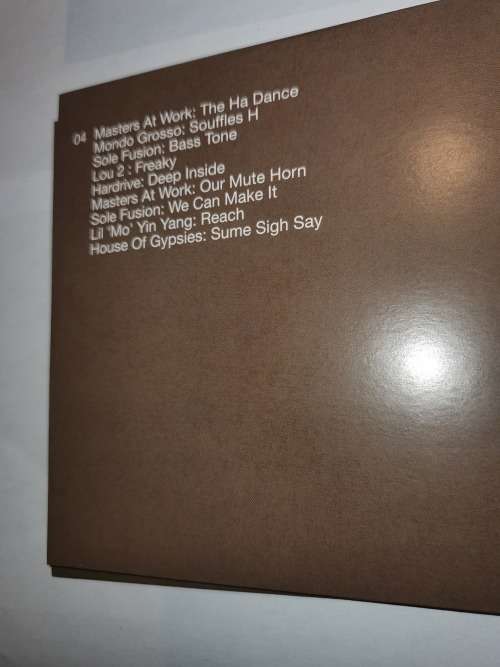 04 Masters At Work: The Ha Dance
Mondo Grosso: Souffles H
Sole Fusion: Bass Tone
Lou 2 : Freaky
Hardrive: Deep Inside
Masters At Work: Our Mute Horn
Sole Fusion: We Can Make It
Lil 'Mo' Yin Yang: Reach
House Of Gypsies: Sume Sigh Say